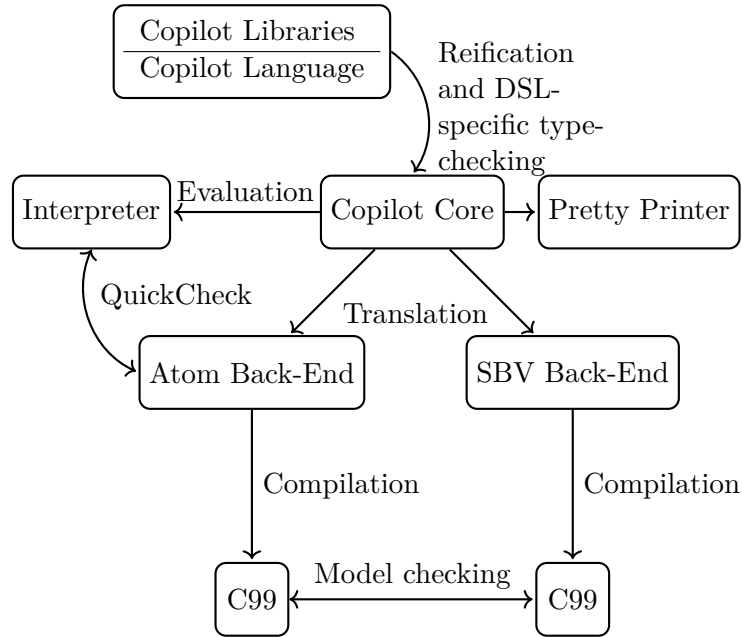 Copilot Libraries
Copilot Language
Reification
and DSL-
specific type-
checking
Evaluation
Interpreter
Copilot Core
Pretty Printer
QuickCheck
Translation
Atom Back-End
SBV Back-End
Compilation
Compilation
Model checking
C99
C99